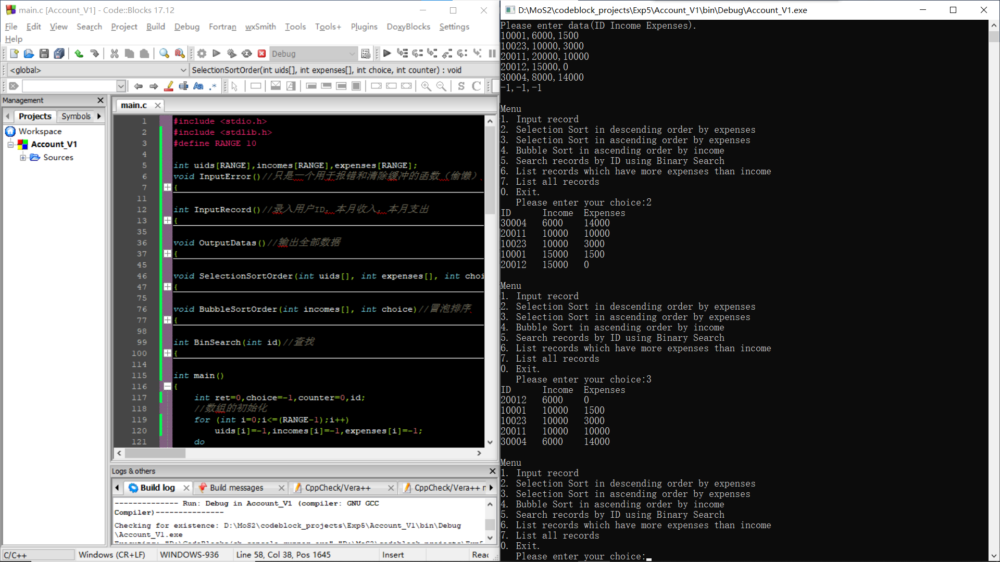 main.c [Account_V1] - Code::Blocks 17.12
File Edit View Search Project Build Debug Fortran wxSmith Tools Tools+ Plugins DoxyBlocks Settings
Help
Debug
<global>
SelectionSortOrder(int uids[], int expenses[], int choice, int counter) : void
Management
Projects
Symbols
Workspace
Account_V1
Sources
main.c
1 #include <stdio.h>
2 #include <stdlib.h>
3 #define RANGE 10
4
5 int uids[RANGE],incomes[RANGE],expenses[RANGE];
6 void InputError()//只是一个用于报错和清除缓冲的函数（偷懒）
7 {
11
12 int InputRecord()//录入用户ID，本月收入，本月支出
13 {
35
36 void OutputDatas()//输出全部数据
37 {
45
46 void SelectionSortOrder(int uids[], int expenses[], int choi
47 {
75
76 void BubbleSortOrder(int incomes[], int choice)//冒泡排序
77 {
98
99 int BinSearch(int id)//查找
100 {
114
115 int main()
116 {
117 int ret=0,choice=-1,counter=0,id;
118 //数组的初始化
119 for (int i=0;i<=(RANGE-1);i++)
120 uids[i]=-1,incomes[i]=-1,expenses[i]=-1;
121 do
Logs & others
Build log
Build messages
CppCheck/Vera++
CppCheck/Vera++ m
-------------- Run: Debug in Account_V1 (compiler: GNU GCC
Compiler)---------------
Checking for existence: D:\MoS2\codeblock_projects\Exp5\Account_V1\bin\Debug
\Account_V1.exe
C/C++
Windows (CR+LF)
WINDOWS-936
Line 58, Col 38, Pos 1645
Insert
Reac
D:\MoS2\codeblock_projects\Exp5\Account_V1\bin\Debug\Account_V1.exe
Please enter data(ID Income Expenses).
10001,6000,1500
10023,10000,3000
20011,20000,10000
20012,15000,0
30004,8000,14000
-1,-1,-1
Menu
1. Input record
2. Selection Sort in descending order by expenses
3. Selection Sort in ascending order by expenses
4. Bubble Sort in ascending order by income
5. Search records by ID using Binary Search
6. List records which have more expenses than income
7. List all records
0. Exit.
Please enter your choice:2
ID Income Expenses
30004 6000 14000
20011 10000 10000
10023 10000 3000
10001 15000 1500
20012 15000 0
Menu
1. Input record
2. Selection Sort in descending order by expenses
3. Selection Sort in ascending order by expenses
4. Bubble Sort in ascending order by income
5. Search records by ID using Binary Search
6. List records which have more expenses than income
7. List all records
0. Exit.
Please enter your choice:3
ID Income Expenses
20012 6000 0
10001 10000 1500
10023 10000 3000
20011 10000 10000
30004 6000 14000
Menu
1. Input record
2. Selection Sort in descending order by expenses
3. Selection Sort in ascending order by expenses
4. Bubble Sort in ascending order by income
5. Search records by ID using Binary Search
6. List records which have more expenses than income
7. List all records
0. Exit.
Please enter your choice: